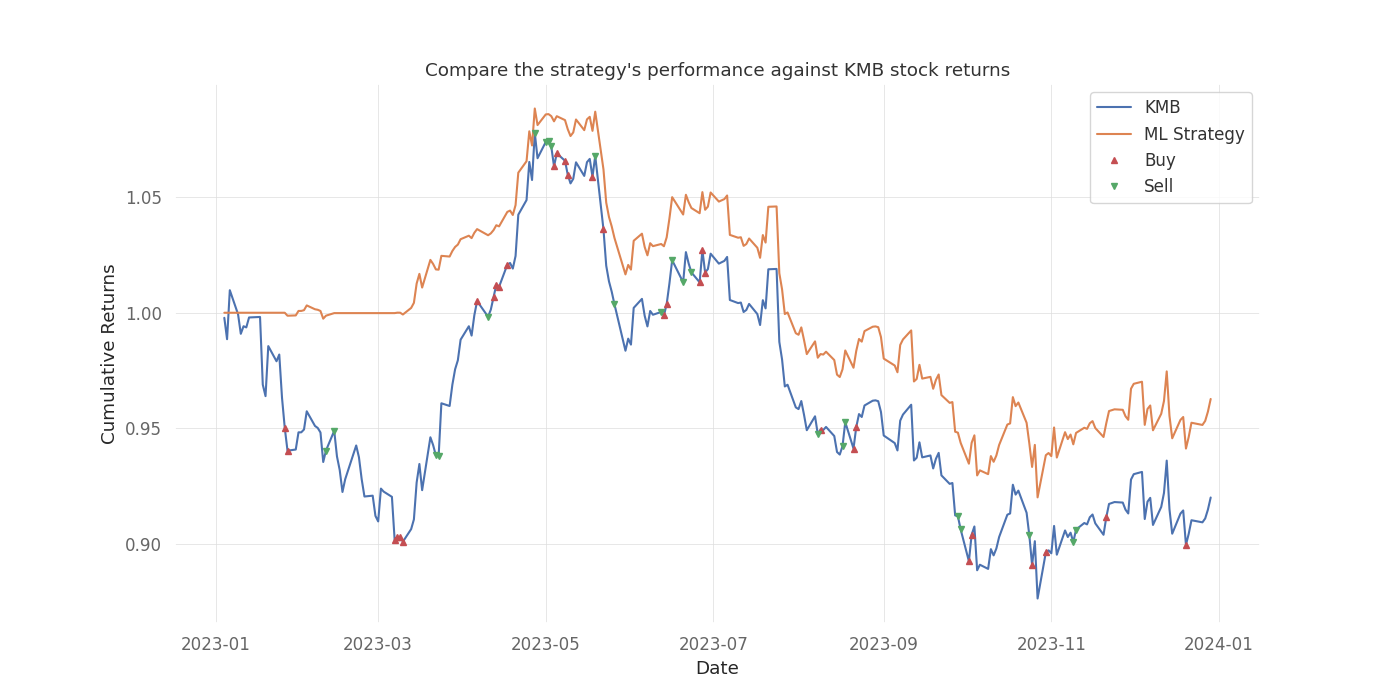 Compare the strategy's performance against KMB stock returns
KMB
ML Strategy
Buy
Sell
1.05
1.00
0.95
0.90
Cumulative Returns
2023-01
2023-03
2023-05
2023-07
2023-09
2023-11
2024-01
Date